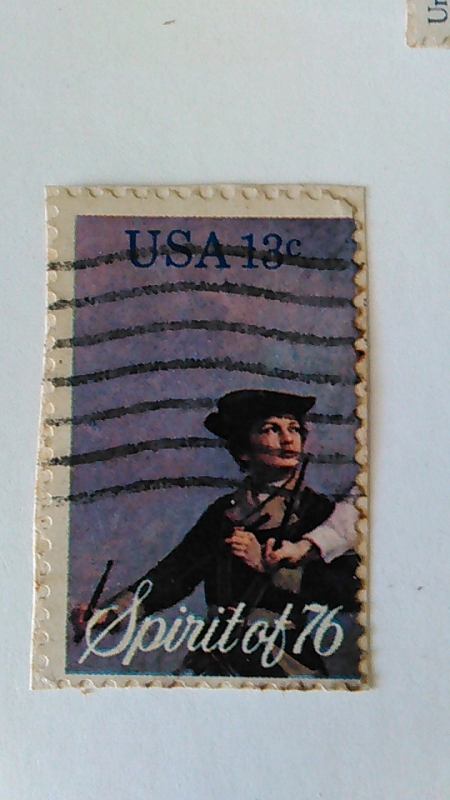 USA 13c
Spirit of 76